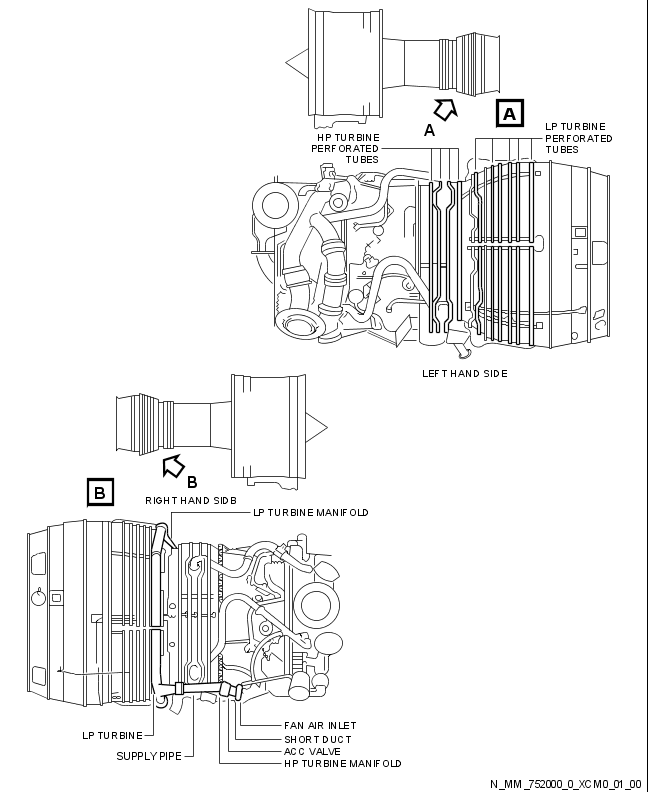 A
A
HP TURBINE
PERFORATED
TUBES
LP TURBINE
PERFORATED
TUBES
LEFT HAND SIDE
B
B
RIGHT HAND SIDB
LP TURBINE MANIFOLD
LP TURBINE
SUPPLY PIPE
FAN AIR INLET
SHORT DUCT
ACC VALVE
HP TURBINE MANIFOLD
N_MM_752000_0_XCM0_01_00